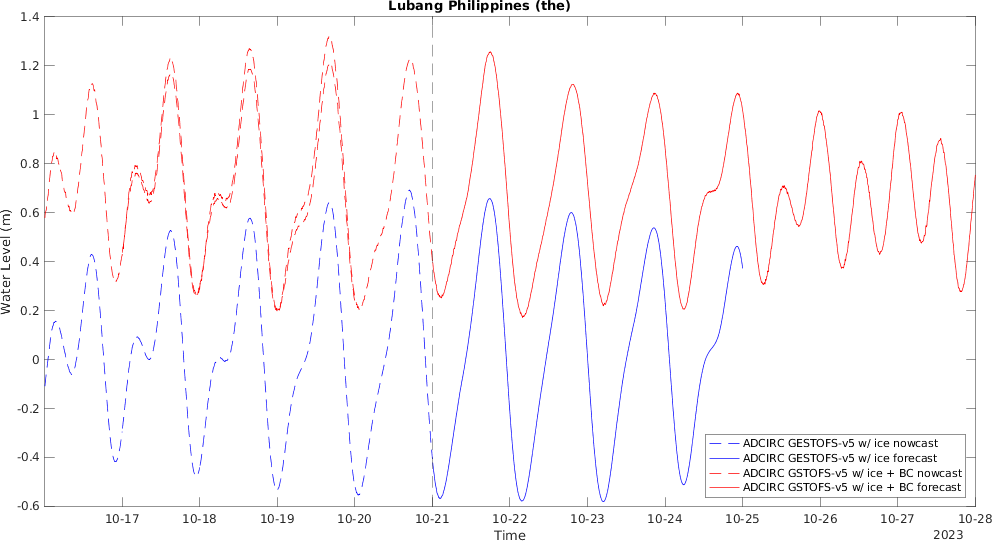 Lubang Philippines (the)
Water Level (m)
1.4
1.2
1
0.8
0.6
0.4
0.2
0
-0.2
-0.4
-0.6
ADCIRC GESTOFS-v5 w/ ice nowcast
ADCIRC GESTOFS-v5 w/ ice forecast
ADCIRC GSTOFS-v5 w/ ice + BC nowcast
ADCIRC GSTOFS-v5 w/ ice + BC forecast
10-17 10-18 10-19 10-20 10-21 10-22 10-23 10-24 10-25 10-26 10-27 10-28
Time
2023